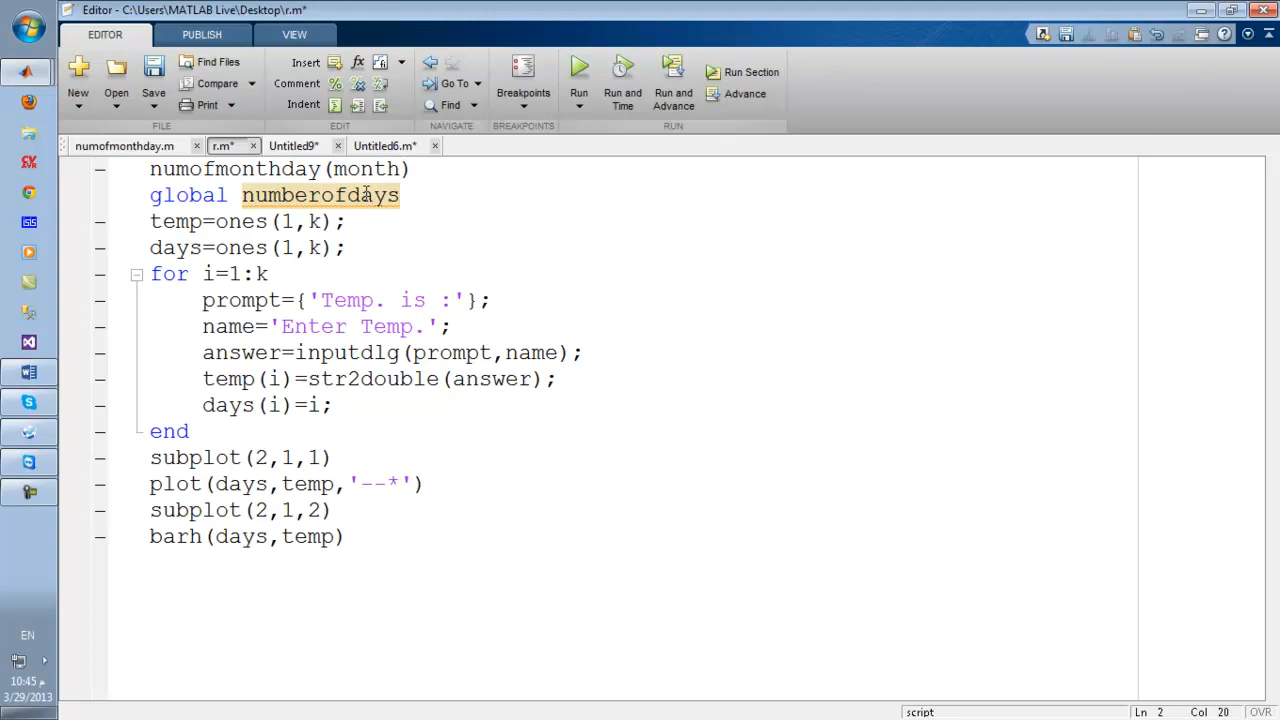 Editor - C:\Users\MATLAB Live\Desktop\r.m*
EDITOR PUBLISH VIEW
New Open Save Find Files Compare Print
Insert fx Comment Indent
Go To Find
Breakpoints
Run Run and Time Run and Advance Run Section Advance
FILE EDIT NAVIGATE BREAKPOINTS RUN
numofmonthday.m r.m* Untitled9* Untitled6.m*
numofmonthday(month)
global numberofdays
temp=ones(1,k);
days=ones(1,k);
for i=1:k
prompt={'Temp. is :'};
name='Enter Temp.';
answer=inputdlg(prompt,name);
temp(i)=str2double(answer);
days(i)=i;
end
subplot(2,1,1)
plot(days,temp,'--*')
subplot(2,1,2)
barh(days,temp)
EN
10:45 م
3/29/2013
script Ln 2 Col 20 OVR